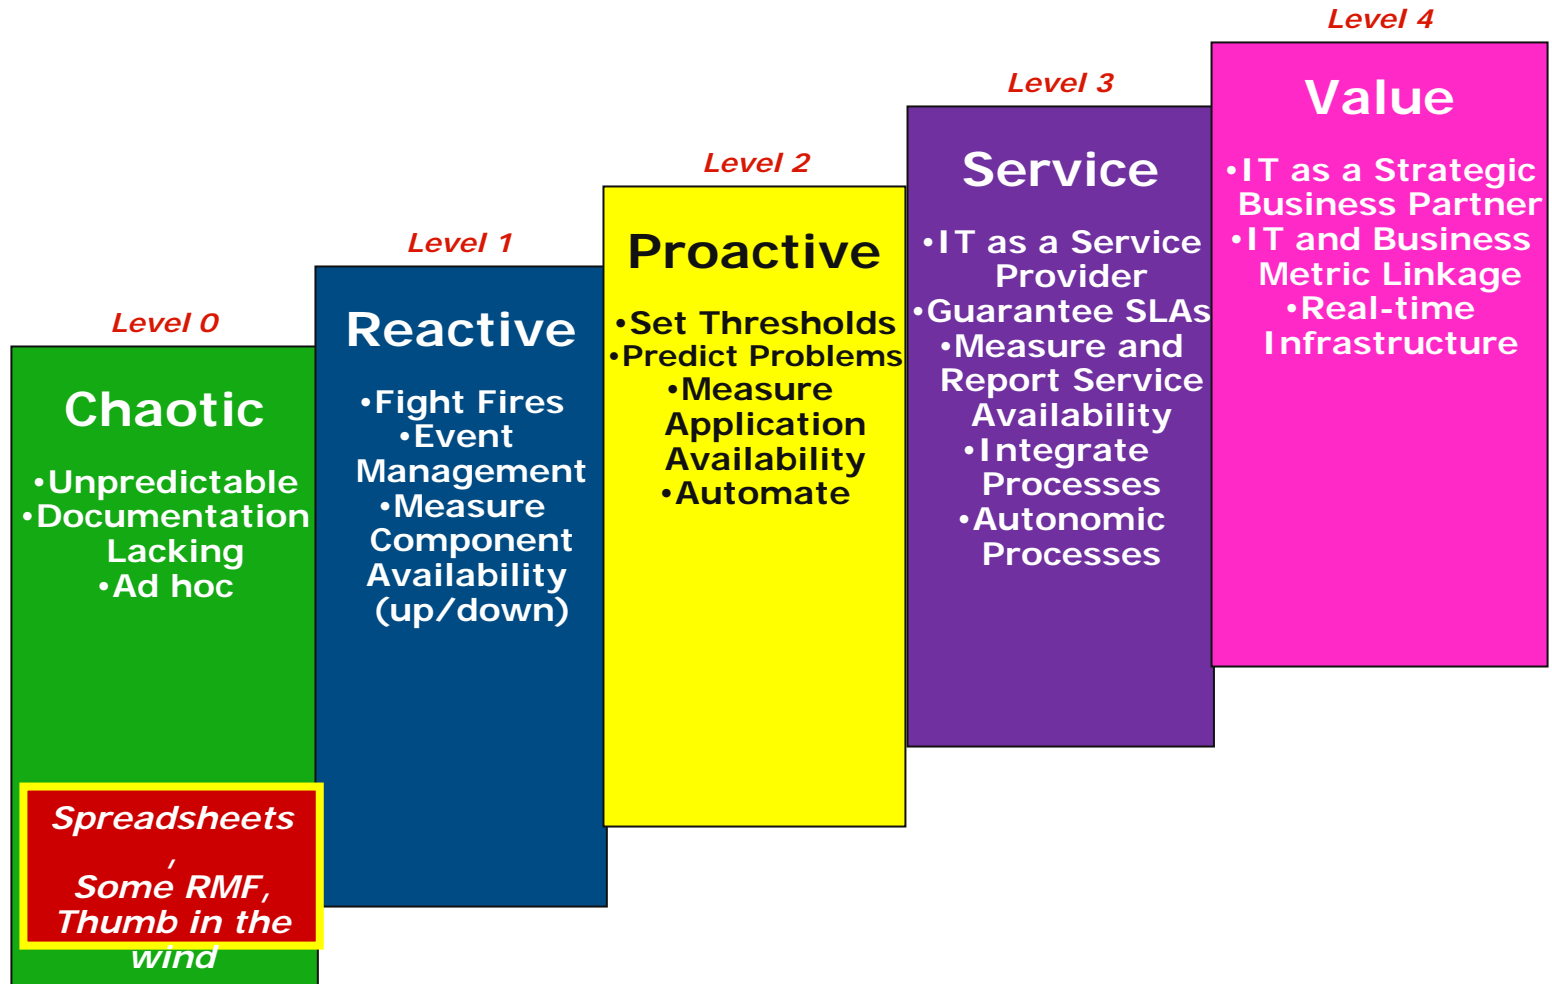 Level 0
Chaotic
•Unpredictable
•Documentation
Lacking
•Ad hoc
Spreadsheets
,
Some RMF,
Thumb in the
wind
Level 1
Reactive
•Fight Fires
•Event
Management
•Measure
Component
Availability
(up/down)
Level 2
Proactive
•Set Thresholds
•Predict Problems
•Measure
Application
Availability
•Automate
Level 3
Service
•IT as a Service
Provider
•Guarantee SLAs
•Measure and
Report Service
Availability
•Integrate
Processes
•Autonomic
Processes
Level 4
Value
•IT as a Strategic
Business Partner
•IT and Business
Metric Linkage
•Real-time
Infrastructure